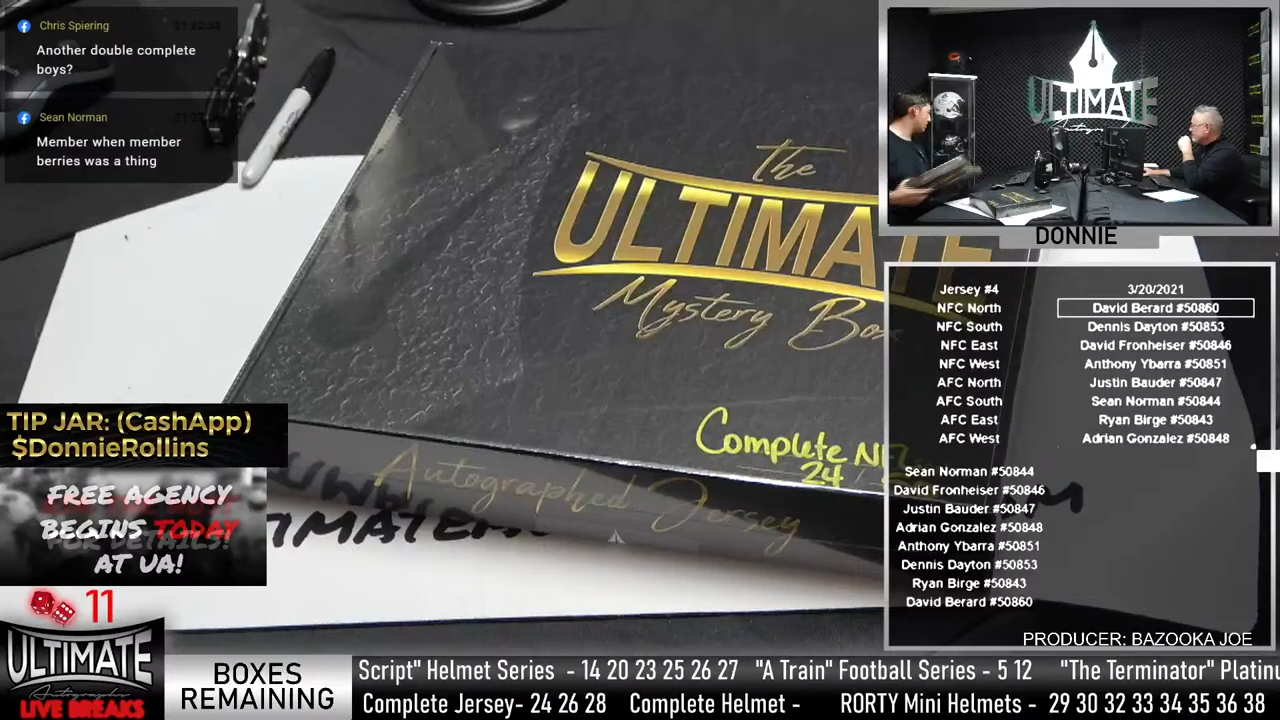 Chris Spiering 21:22:38
Another double complete
boys?
Sean Norman
Member when member
berries was a thing
The
ULTIMATE
Mystery Box
Complete NFL
24
Autographed Jersey
TIP JAR: (CashApp)
$DonnieRollins
FREE AGENCY
BEGINS TODAY
FOR DETAILS!
AT UA!
11
ULTIMATE
Autographs
LIVE BREAKS
ULTIMATE
Autographs
DONNIE
Jersey #4 3/20/2021
NFC North David Berard #50860
NFC South Dennis Dayton #50853
NFC East David Fronheiser #50846
NFC West Anthony Ybarra #50851
AFC North Justin Bauder #50847
AFC South Sean Norman #50844
AFC East Ryan Birge #50843
AFC West Adrian Gonzalez #50848
Sean Norman #50844
David Fronheiser #50846
Justin Bauder #50847
Adrian Gonzalez #50848
Anthony Ybarra #50851
Dennis Dayton #50853
Ryan Birge #50843
David Berard #50860
PRODUCER: BAZOOKA JOE
BOXES
REMAINING
Script" Helmet Series - 14 20 23 25 26 27 "A Train" Football Series - 5 12 "The Terminator" Platinu
Complete Jersey- 24 26 28 Complete Helmet - RORTY Mini Helmets - 29 30 32 33 34 35 36 38